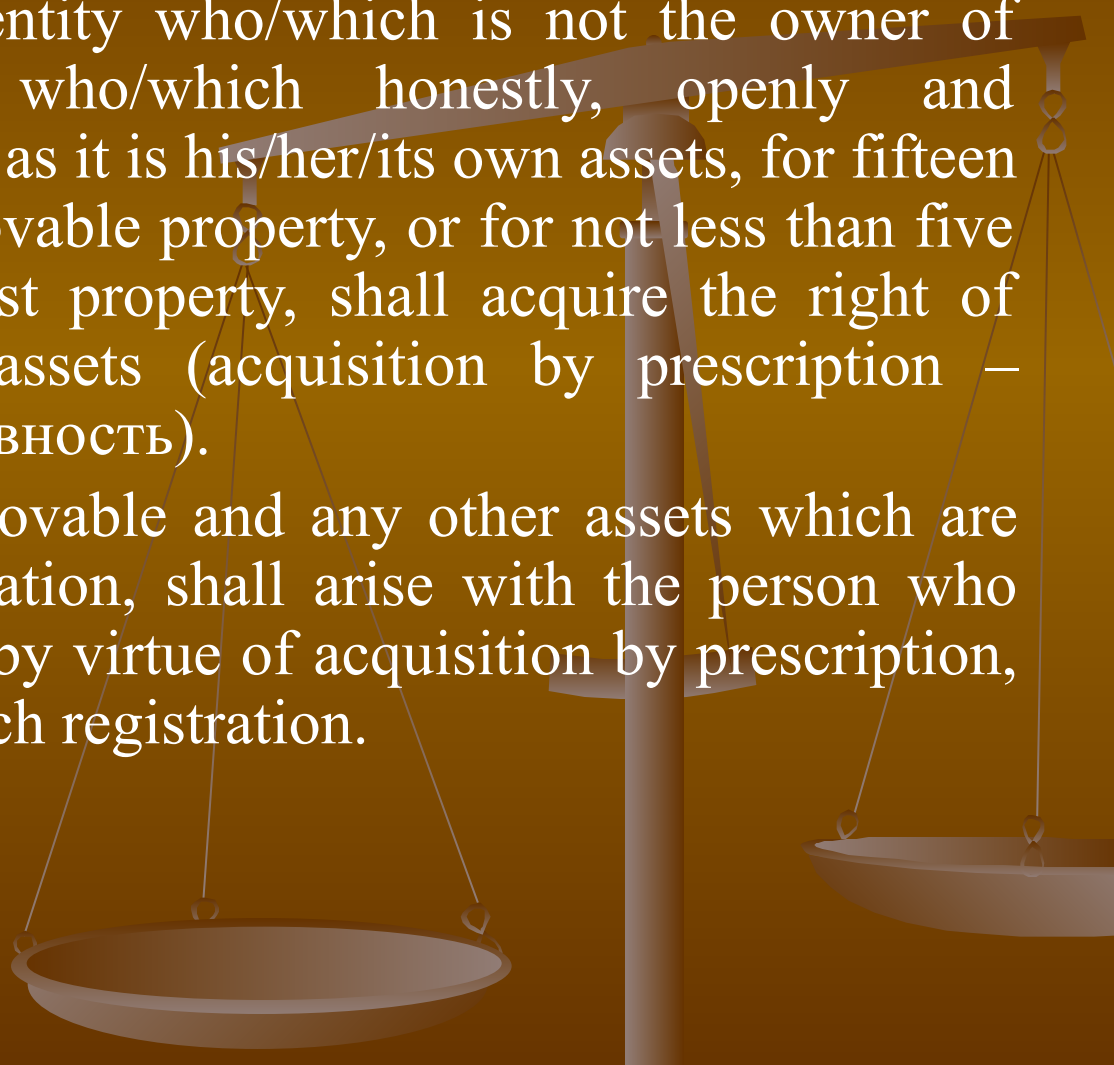 entity who/which is not the owner of
who/which honestly, openly and
as it is his/her/its own assets, for fifteen
ovable property, or for not less than five
st property, shall acquire the right of
assets (acquisition by prescription –
вность).
ovable and any other assets which are
ation, shall arise with the person who
by virtue of acquisition by prescription,
ch registration.